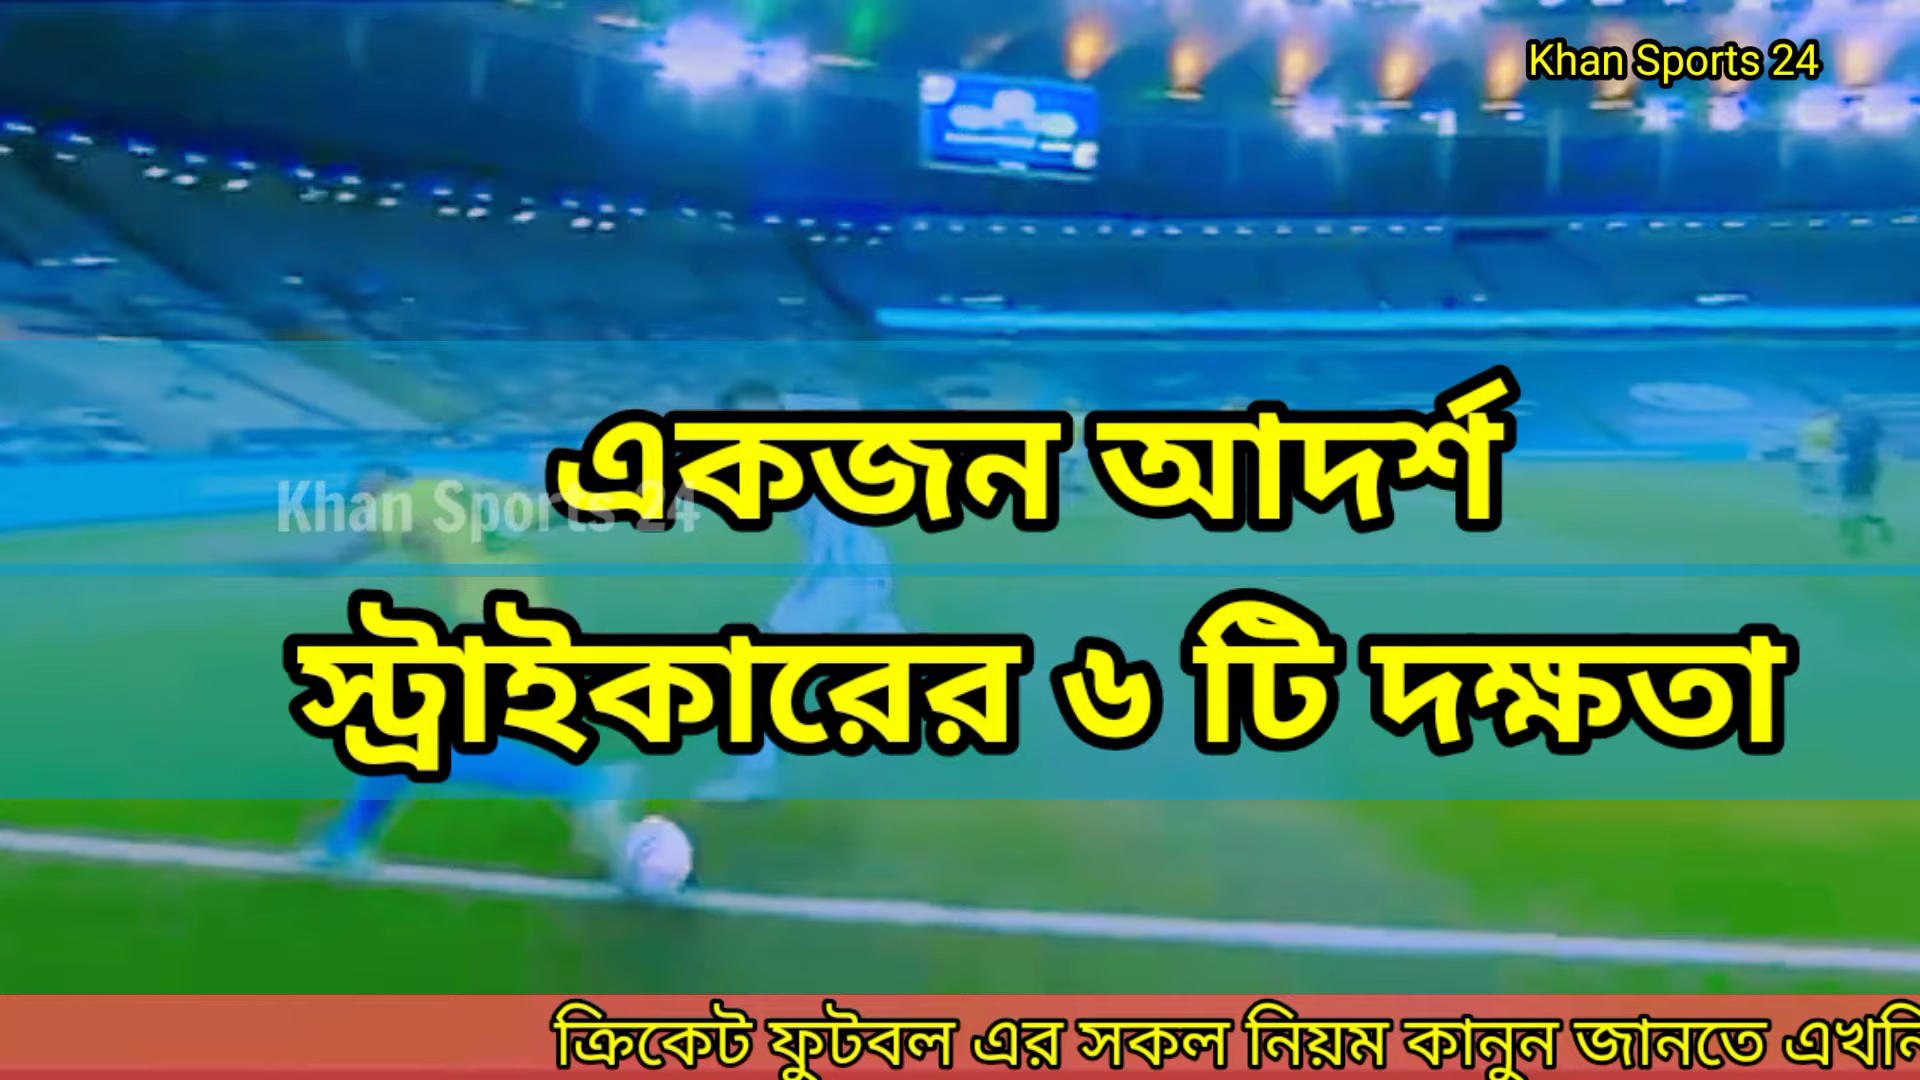 Khan Sports 24
একজন আদর্শ
Khan Sports 24
স্ট্রাইকারের ৬ টি দক্ষতা
ক্রিকেট ফুটবল এর সকল নিয়ম কানুন জানতে